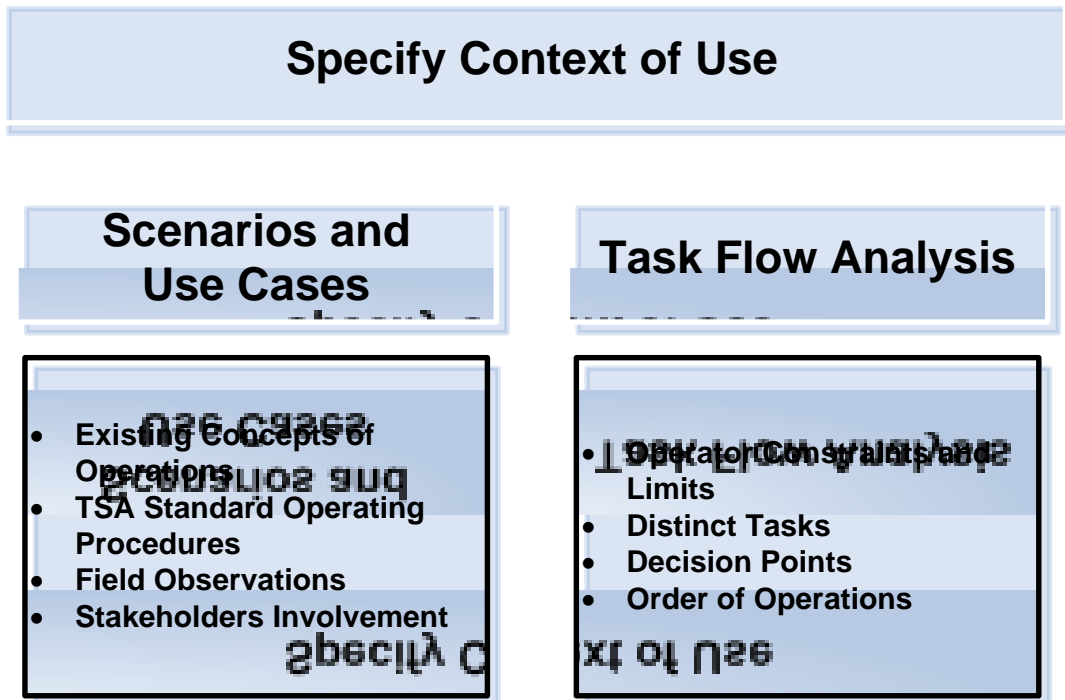 Specify Context of Use
Scenarios and
Use Cases
• Existing Concepts of
Operations
• TSA Standard Operating
Procedures
• Field Observations
• Stakeholders Involvement
Task Flow Analysis
• Operator Constraints and
Limits
• Distinct Tasks
• Decision Points
• Order of Operations